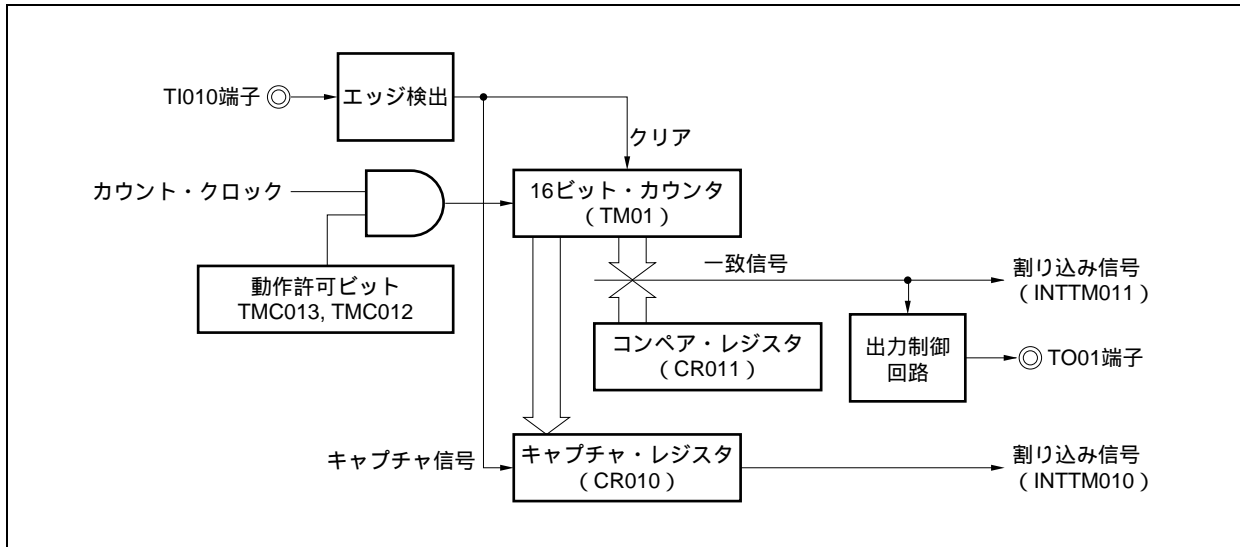 TI010端子
エッジ検出
クリア
カウント・クロック
16ビット・カウンタ
（TM01）
動作許可ビット
TMC013, TMC012
一致信号
割り込み信号
（INTTM011）
コンペア・レジスタ
（CR011）
出力制御
回路
TO01端子
キャプチャ信号
キャプチャ・レジスタ
（CR010）
割り込み信号
（INTTM010）